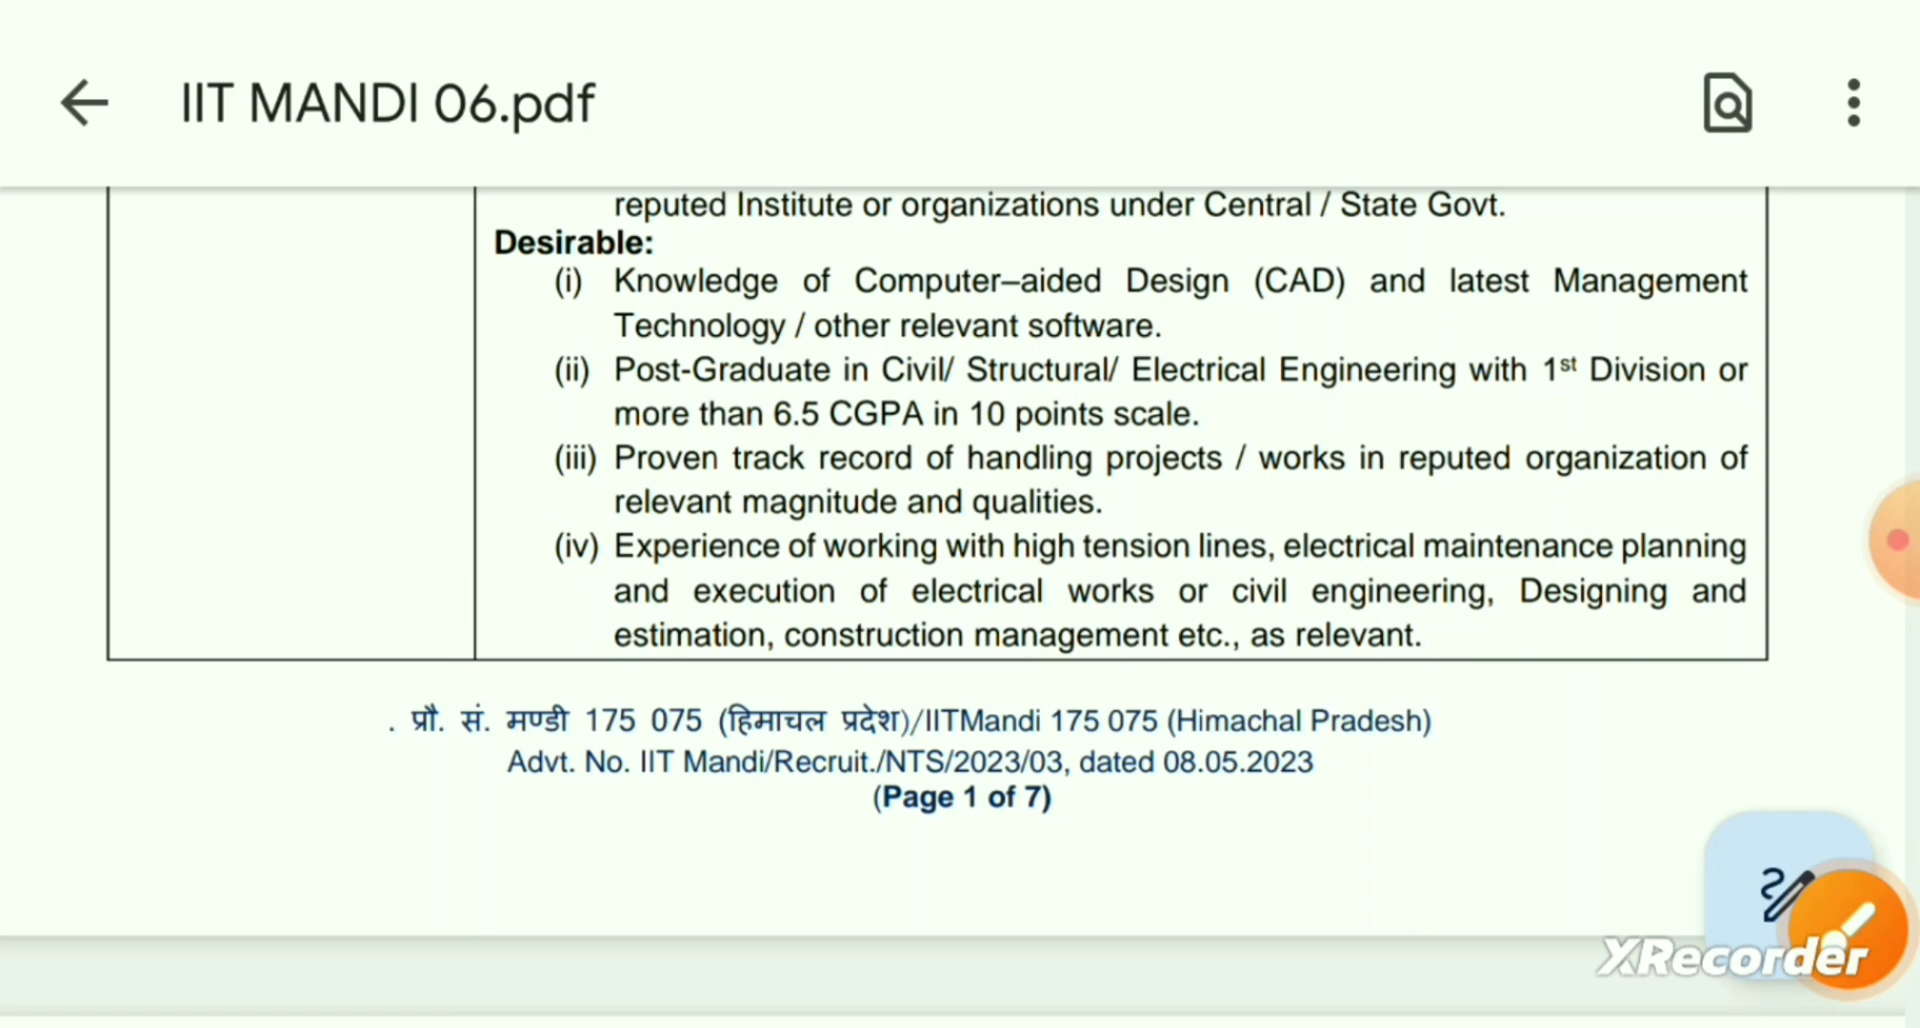 IIT MANDI 06.pdf
reputed Institute or organizations under Central / State Govt.
Desirable:
(i) Knowledge of Computer–aided Design (CAD) and latest Management
Technology / other relevant software.
(ii) Post-Graduate in Civil/ Structural/ Electrical Engineering with 1st Division or
more than 6.5 CGPA in 10 points scale.
(iii) Proven track record of handling projects / works in reputed organization of
relevant magnitude and qualities.
(iv) Experience of working with high tension lines, electrical maintenance planning
and execution of electrical works or civil engineering, Designing and
estimation, construction management etc., as relevant.
. प्रौ. सं. मण्डी 175 075 (हिमाचल प्रदेश)/IITMandi 175 075 (Himachal Pradesh)
Advt. No. IIT Mandi/Recruit./NTS/2023/03, dated 08.05.2023
(Page 1 of 7)
XRecorder